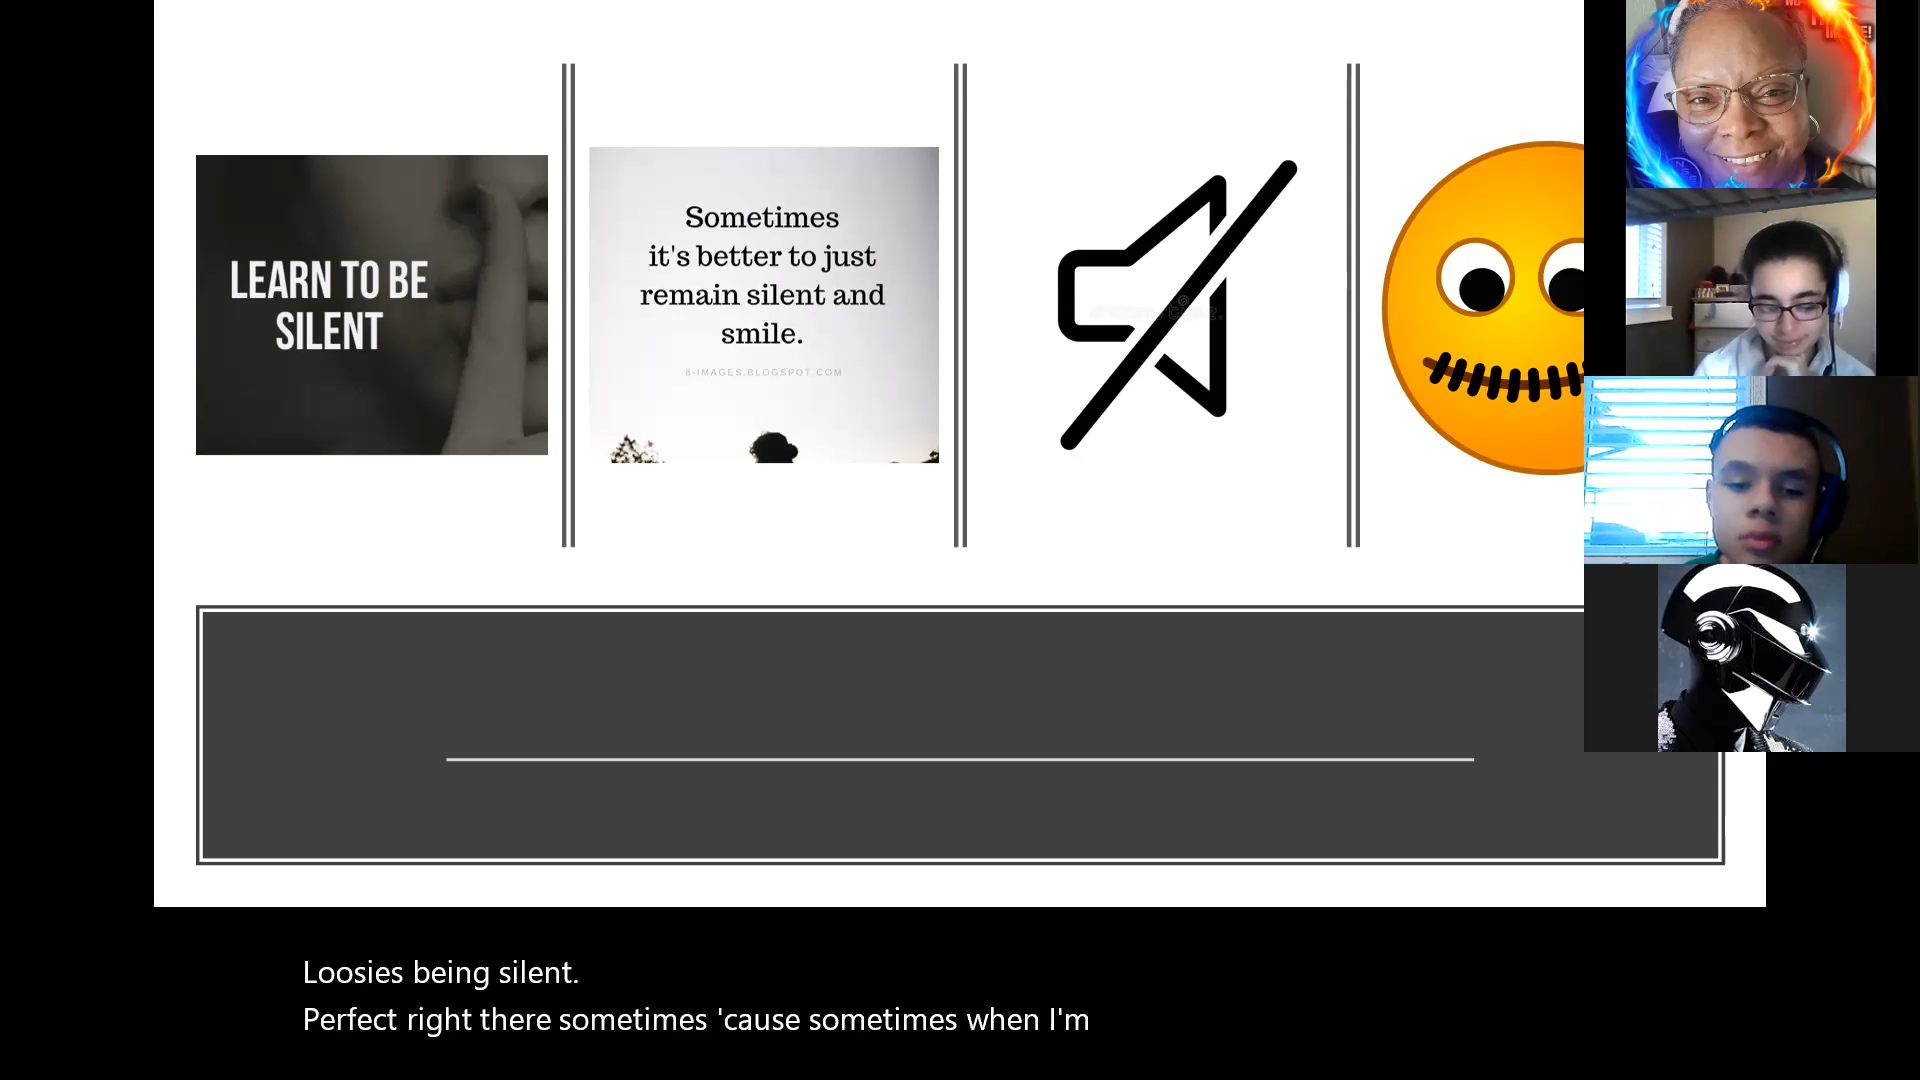 LEARN TO BE
SILENT
Sometimes
it's better to just
remain silent and
smile.
8-IMAGES.BLOGSPOT.COM
Loosies being silent.
Perfect right there sometimes 'cause sometimes when I'm